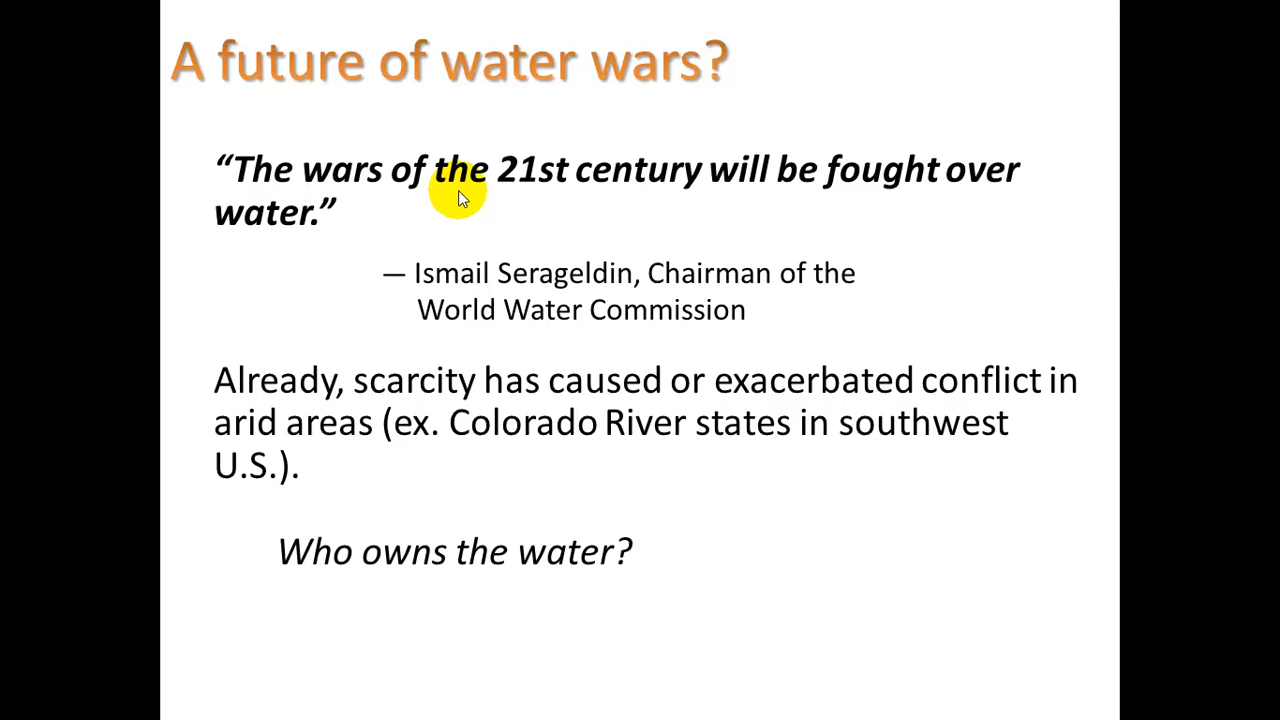 A future of water wars?
“The wars of the 21st century will be fought over
water.”
— Ismail Serageldin, Chairman of the
World Water Commission
Already, scarcity has caused or exacerbated conflict in
arid areas (ex. Colorado River states in southwest
U.S.).
Who owns the water?